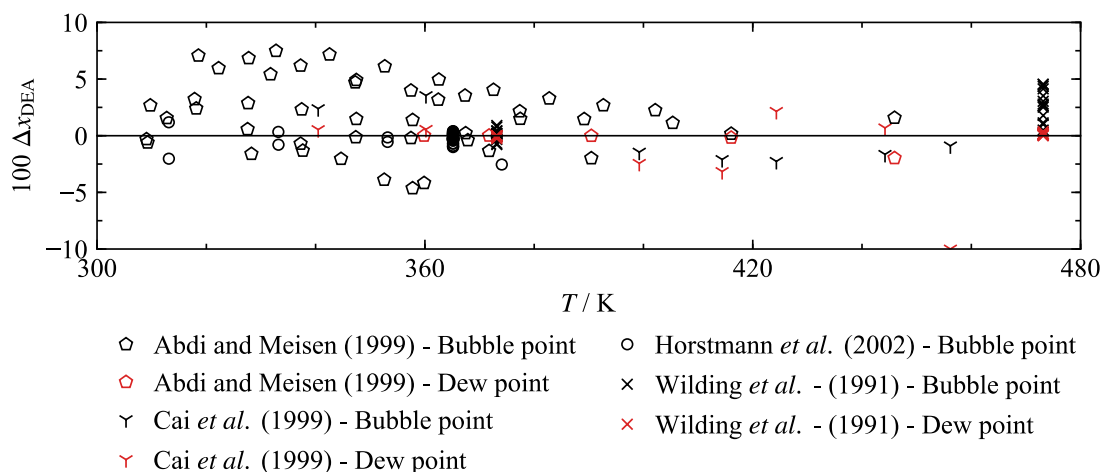 10
5
0
−5
−10
100 ΔxDEA
300
360
420
480
T / K
Abdi and Meisen (1999) - Bubble point
Abdi and Meisen (1999) - Dew point
Cai et al. (1999) - Bubble point
Cai et al. (1999) - Dew point
Horstmann et al. (2002) - Bubble point
Wilding et al. - (1991) - Bubble point
Wilding et al. - (1991) - Dew point